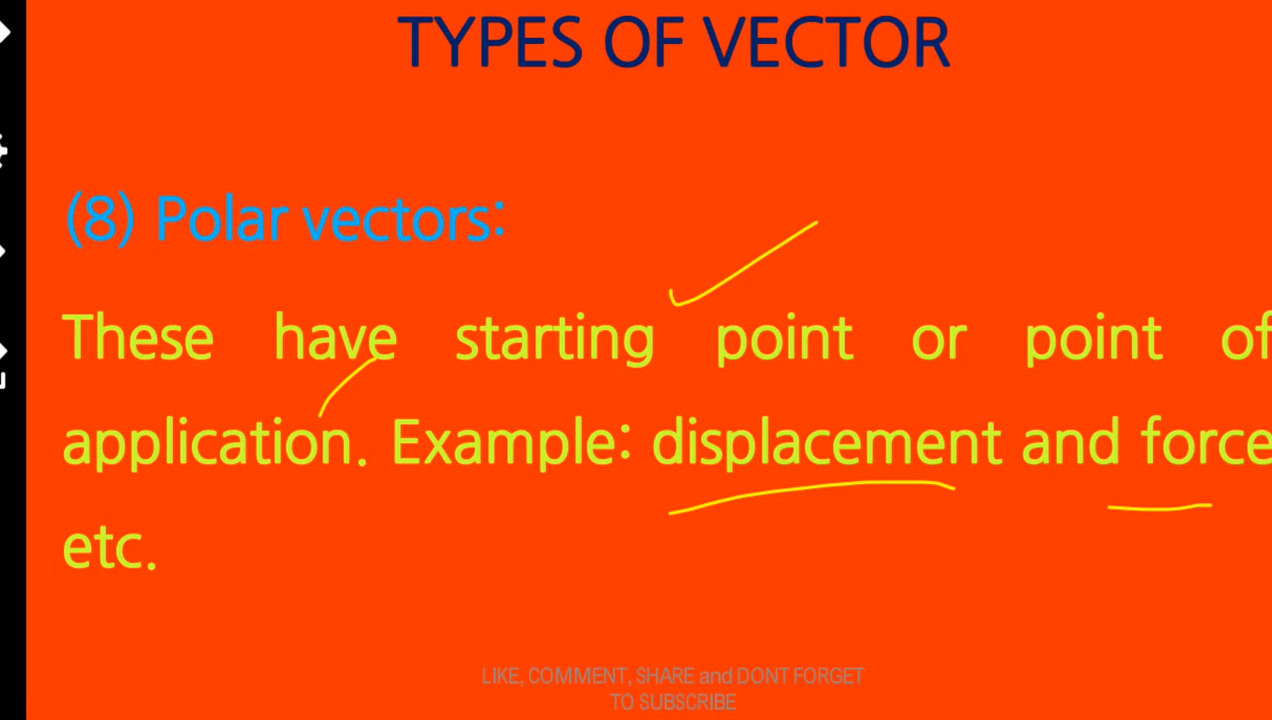 TYPES OF VECTOR
(8) Polar vectors:
These have starting point or point of
application. Example: displacement and force
etc.
LIKE, COMMENT, SHARE and DONT FORGET
TO SUBSCRIBE